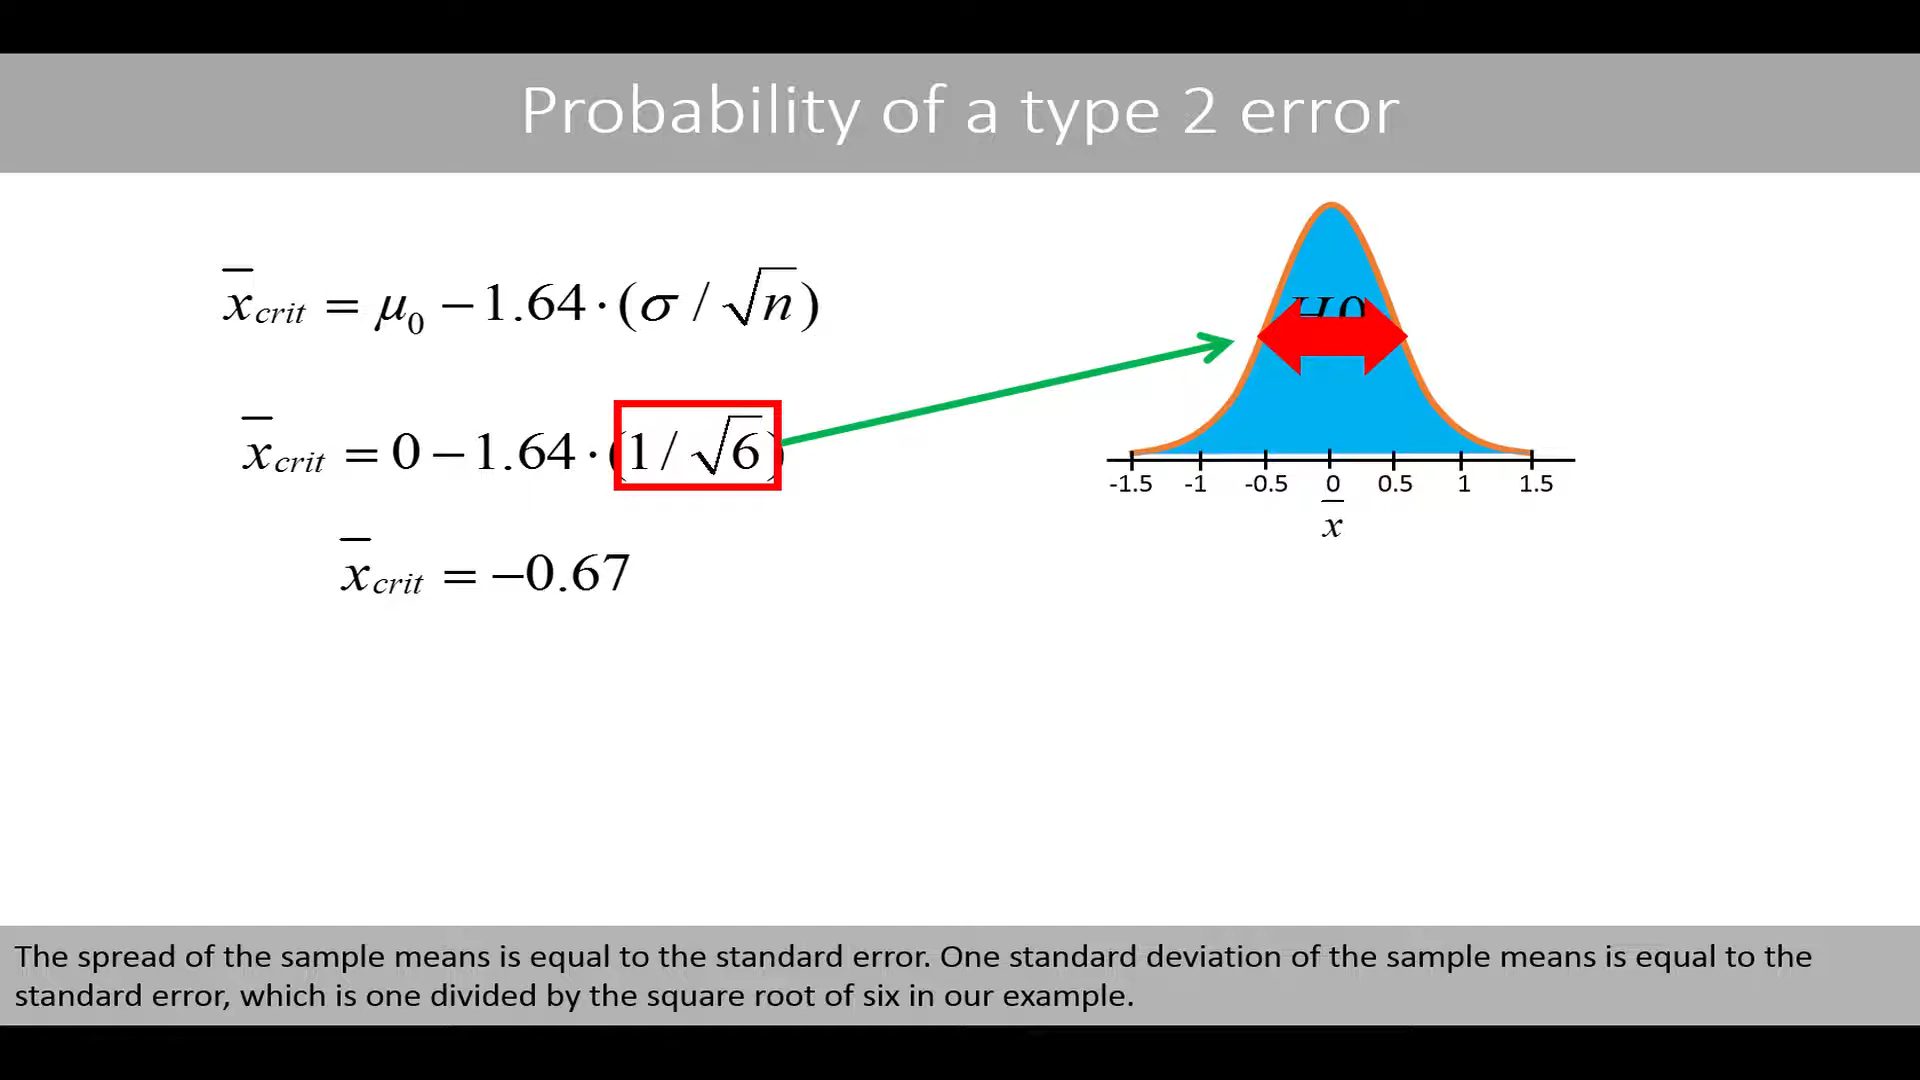 Probability of a type 2 error
x̄crit = μ0 − 1.64·(σ / √n)
x̄crit = 0 − 1.64·(1 / √6)
x̄crit = −0.67
H0
-1.5 -1 -0.5 0 0.5 1 1.5
x̄
The spread of the sample means is equal to the standard error. One standard deviation of the sample means is equal to the
standard error, which is one divided by the square root of six in our example.